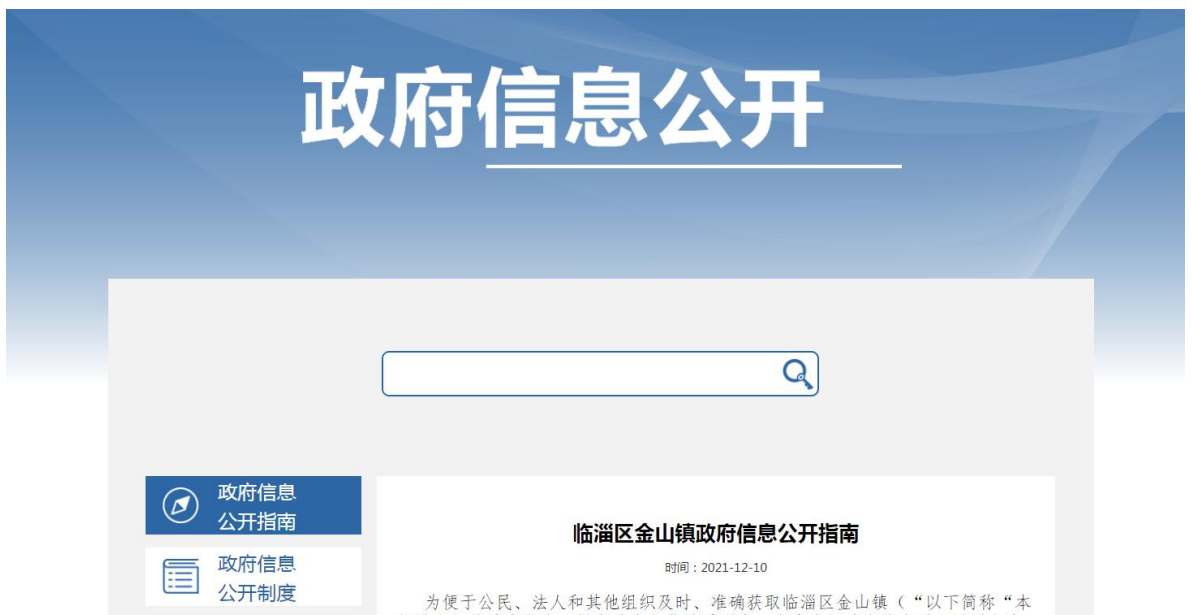 政府信息公开
政府信息
公开指南
政府信息
公开制度
临淄区金山镇政府信息公开指南
时间：2021-12-10
为便于公民、法人和其他组织及时、准确获取临淄区金山镇（“以下简称“本